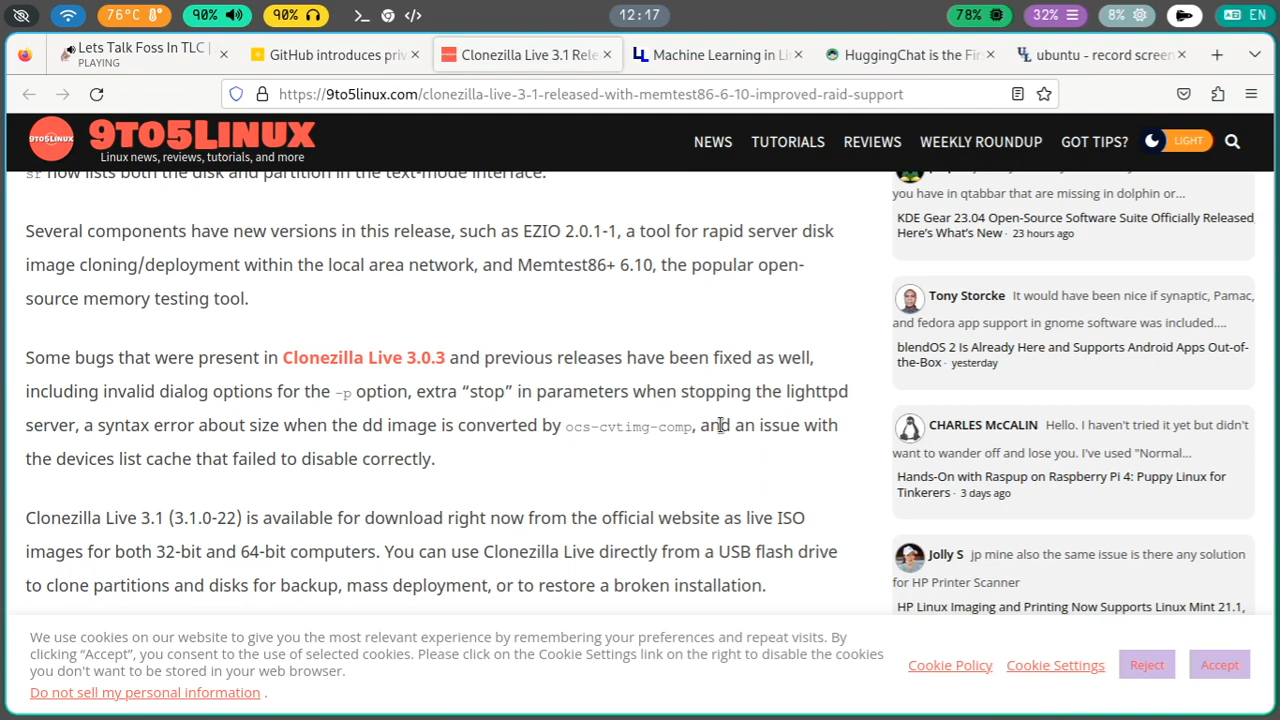 76°C 90% 90% 12:17 78% 32% 8% EN
Lets Talk Foss In TLC |
PLAYING
GitHub introduces priv
Clonezilla Live 3.1 Rele
Machine Learning in Li
HuggingChat is the Fir
ubuntu - record screen
https://9to5linux.com/clonezilla-live-3-1-released-with-memtest86-6-10-improved-raid-support
9TO5LINUX
9TO5LINUX
Linux news, reviews, tutorials, and more
NEWS TUTORIALS REVIEWS WEEKLY ROUNDUP GOT TIPS? LIGHT
sr now lists both the disk and partition in the text-mode interface.
Several components have new versions in this release, such as EZIO 2.0.1-1, a tool for rapid server disk
image cloning/deployment within the local area network, and Memtest86+ 6.10, the popular open-
source memory testing tool.
Some bugs that were present in Clonezilla Live 3.0.3 and previous releases have been fixed as well,
including invalid dialog options for the -p option, extra “stop” in parameters when stopping the lighttpd
server, a syntax error about size when the dd image is converted by ocs-cvtimg-comp, and an issue with
the devices list cache that failed to disable correctly.
Clonezilla Live 3.1 (3.1.0-22) is available for download right now from the official website as live ISO
images for both 32-bit and 64-bit computers. You can use Clonezilla Live directly from a USB flash drive
to clone partitions and disks for backup, mass deployment, or to restore a broken installation.
you have in qtabbar that are missing in dolphin or...
KDE Gear 23.04 Open-Source Software Suite Officially Released
Here’s What’s New · 23 hours ago
Tony Storcke It would have been nice if synaptic, Pamac,
and fedora app support in gnome software was included....
blendOS 2 Is Already Here and Supports Android Apps Out-of-
the-Box · yesterday
CHARLES McCALIN Hello. I haven't tried it yet but didn't
want to wander off and lose you. I've used "Normal...
Hands-On with Raspup on Raspberry Pi 4: Puppy Linux for
Tinkerers · 3 days ago
Jolly S jp mine also the same issue is there any solution
for HP Printer Scanner
HP Linux Imaging and Printing Now Supports Linux Mint 21.1,
We use cookies on our website to give you the most relevant experience by remembering your preferences and repeat visits. By
clicking “Accept”, you consent to the use of selected cookies. Please click on the Cookie Settings link on the right to disable the cookies
you don't want to be stored in your web browser.
Do not sell my personal information .
Cookie Policy Cookie Settings Reject Accept